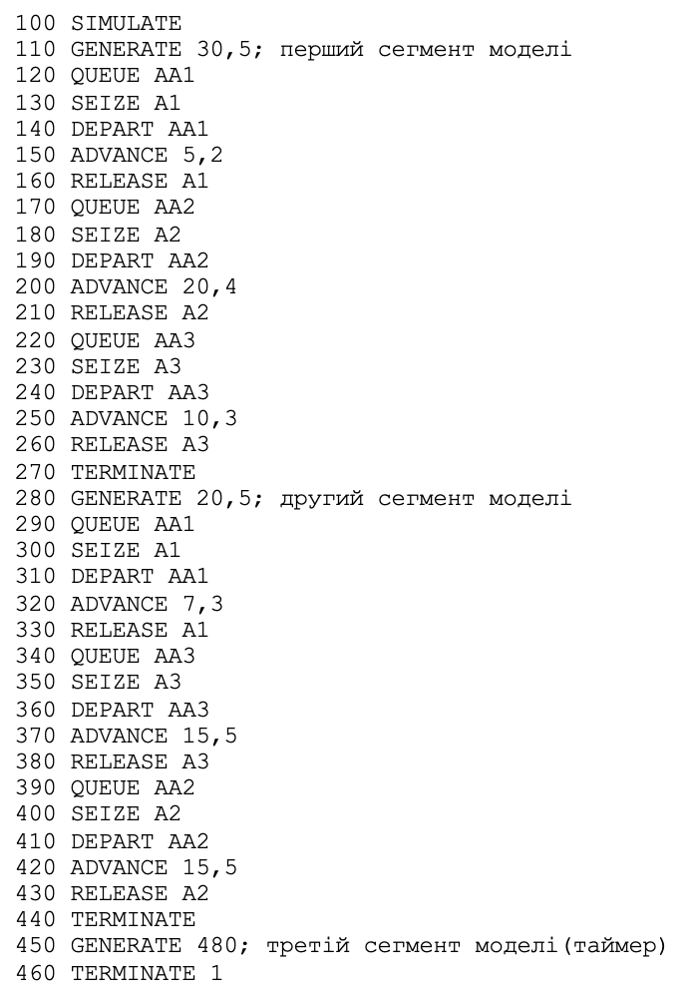 100 SIMULATE
110 GENERATE 30,5; перший сегмент моделі
120 QUEUE AA1
130 SEIZE A1
140 DEPART AA1
150 ADVANCE 5,2
160 RELEASE A1
170 QUEUE AA2
180 SEIZE A2
190 DEPART AA2
200 ADVANCE 20,4
210 RELEASE A2
220 QUEUE AA3
230 SEIZE A3
240 DEPART AA3
250 ADVANCE 10,3
260 RELEASE A3
270 TERMINATE
280 GENERATE 20,5; другий сегмент моделі
290 QUEUE AA1
300 SEIZE A1
310 DEPART AA1
320 ADVANCE 7,3
330 RELEASE A1
340 QUEUE AA3
350 SEIZE A3
360 DEPART AA3
370 ADVANCE 15,5
380 RELEASE A3
390 QUEUE AA2
400 SEIZE A2
410 DEPART AA2
420 ADVANCE 15,5
430 RELEASE A2
440 TERMINATE
450 GENERATE 480; третій сегмент моделі(таймер)
460 TERMINATE 1